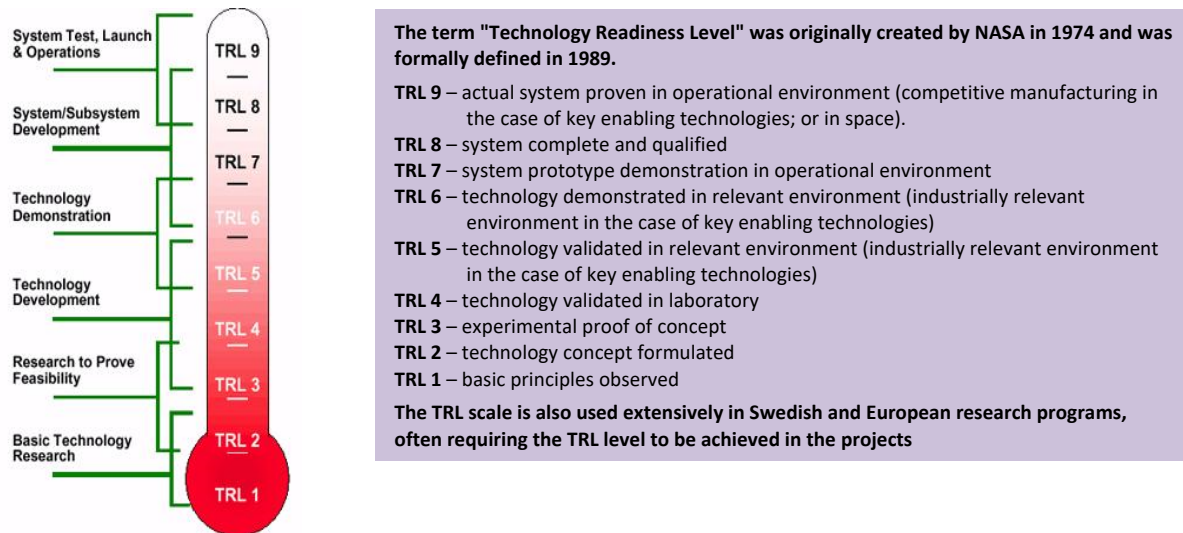 System Test, Launch
& Operations
System/Subsystem
Development
Technology
Demonstration
Technology
Development
Research to Prove
Feasibility
Basic Technology
Research
TRL 9
TRL 8
TRL 7
TRL 6
TRL 5
TRL 4
TRL 3
TRL 2
TRL 1
The term "Technology Readiness Level" was originally created by NASA in 1974 and was
formally defined in 1989.
TRL 9 – actual system proven in operational environment (competitive manufacturing in
the case of key enabling technologies; or in space).
TRL 8 – system complete and qualified
TRL 7 – system prototype demonstration in operational environment
TRL 6 – technology demonstrated in relevant environment (industrially relevant
environment in the case of key enabling technologies)
TRL 5 – technology validated in relevant environment (industrially relevant environment
in the case of key enabling technologies)
TRL 4 – technology validated in laboratory
TRL 3 – experimental proof of concept
TRL 2 – technology concept formulated
TRL 1 – basic principles observed
The TRL scale is also used extensively in Swedish and European research programs,
often requiring the TRL level to be achieved in the projects